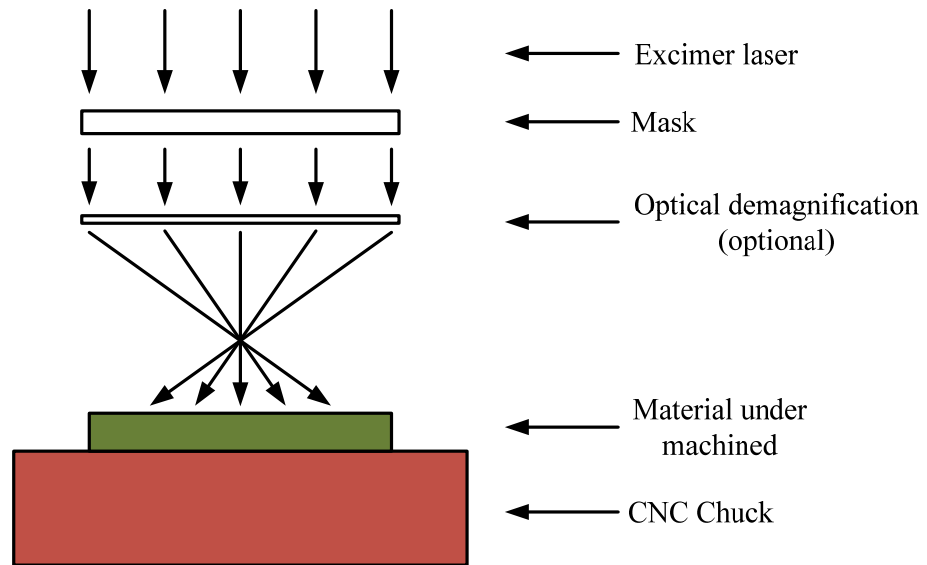 Excimer laser
Mask
Optical demagnification
(optional)
Material under
machined
CNC Chuck